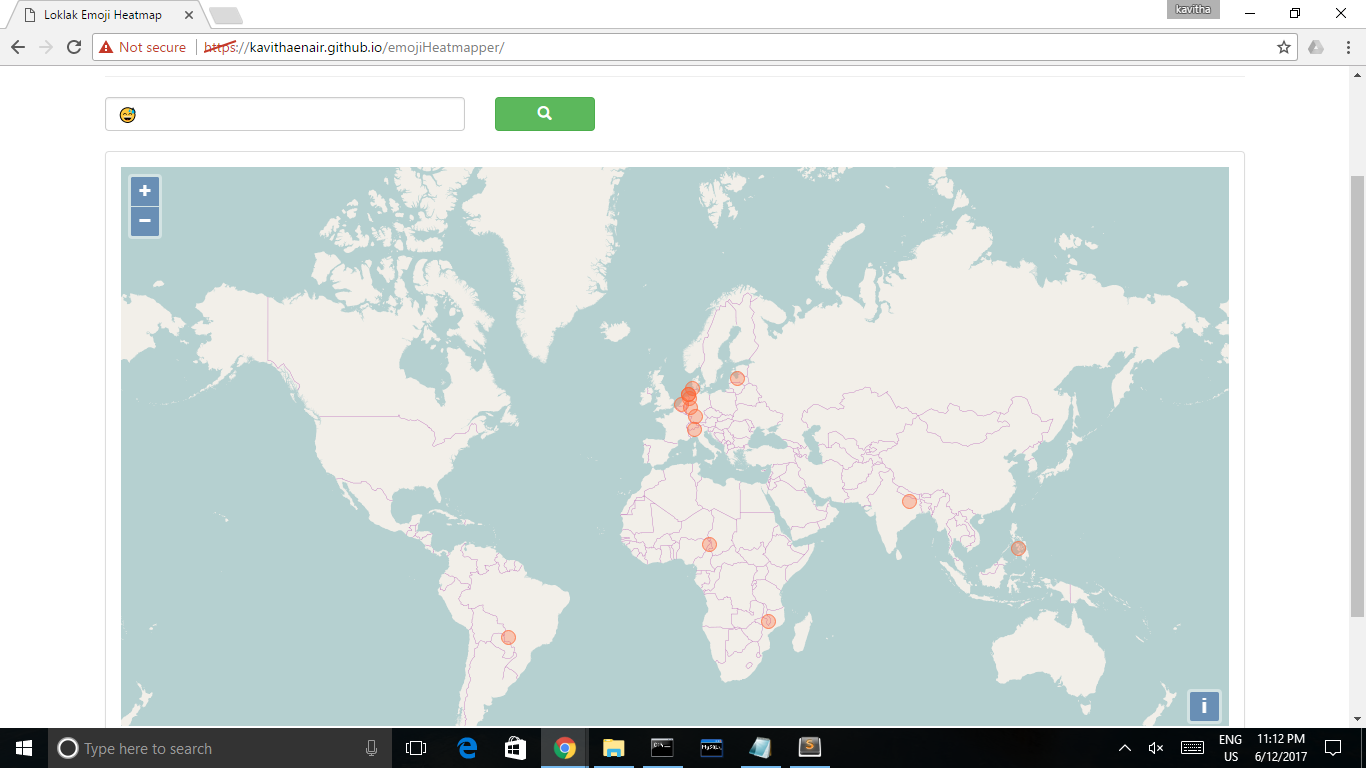 Loklak Emoji Heatmap
kavitha
Not secure
https://kavithaenair.github.io/emojiHeatmapper/
😅
+
−
i
Type here to search
ENG
US
11:12 PM
6/12/2017